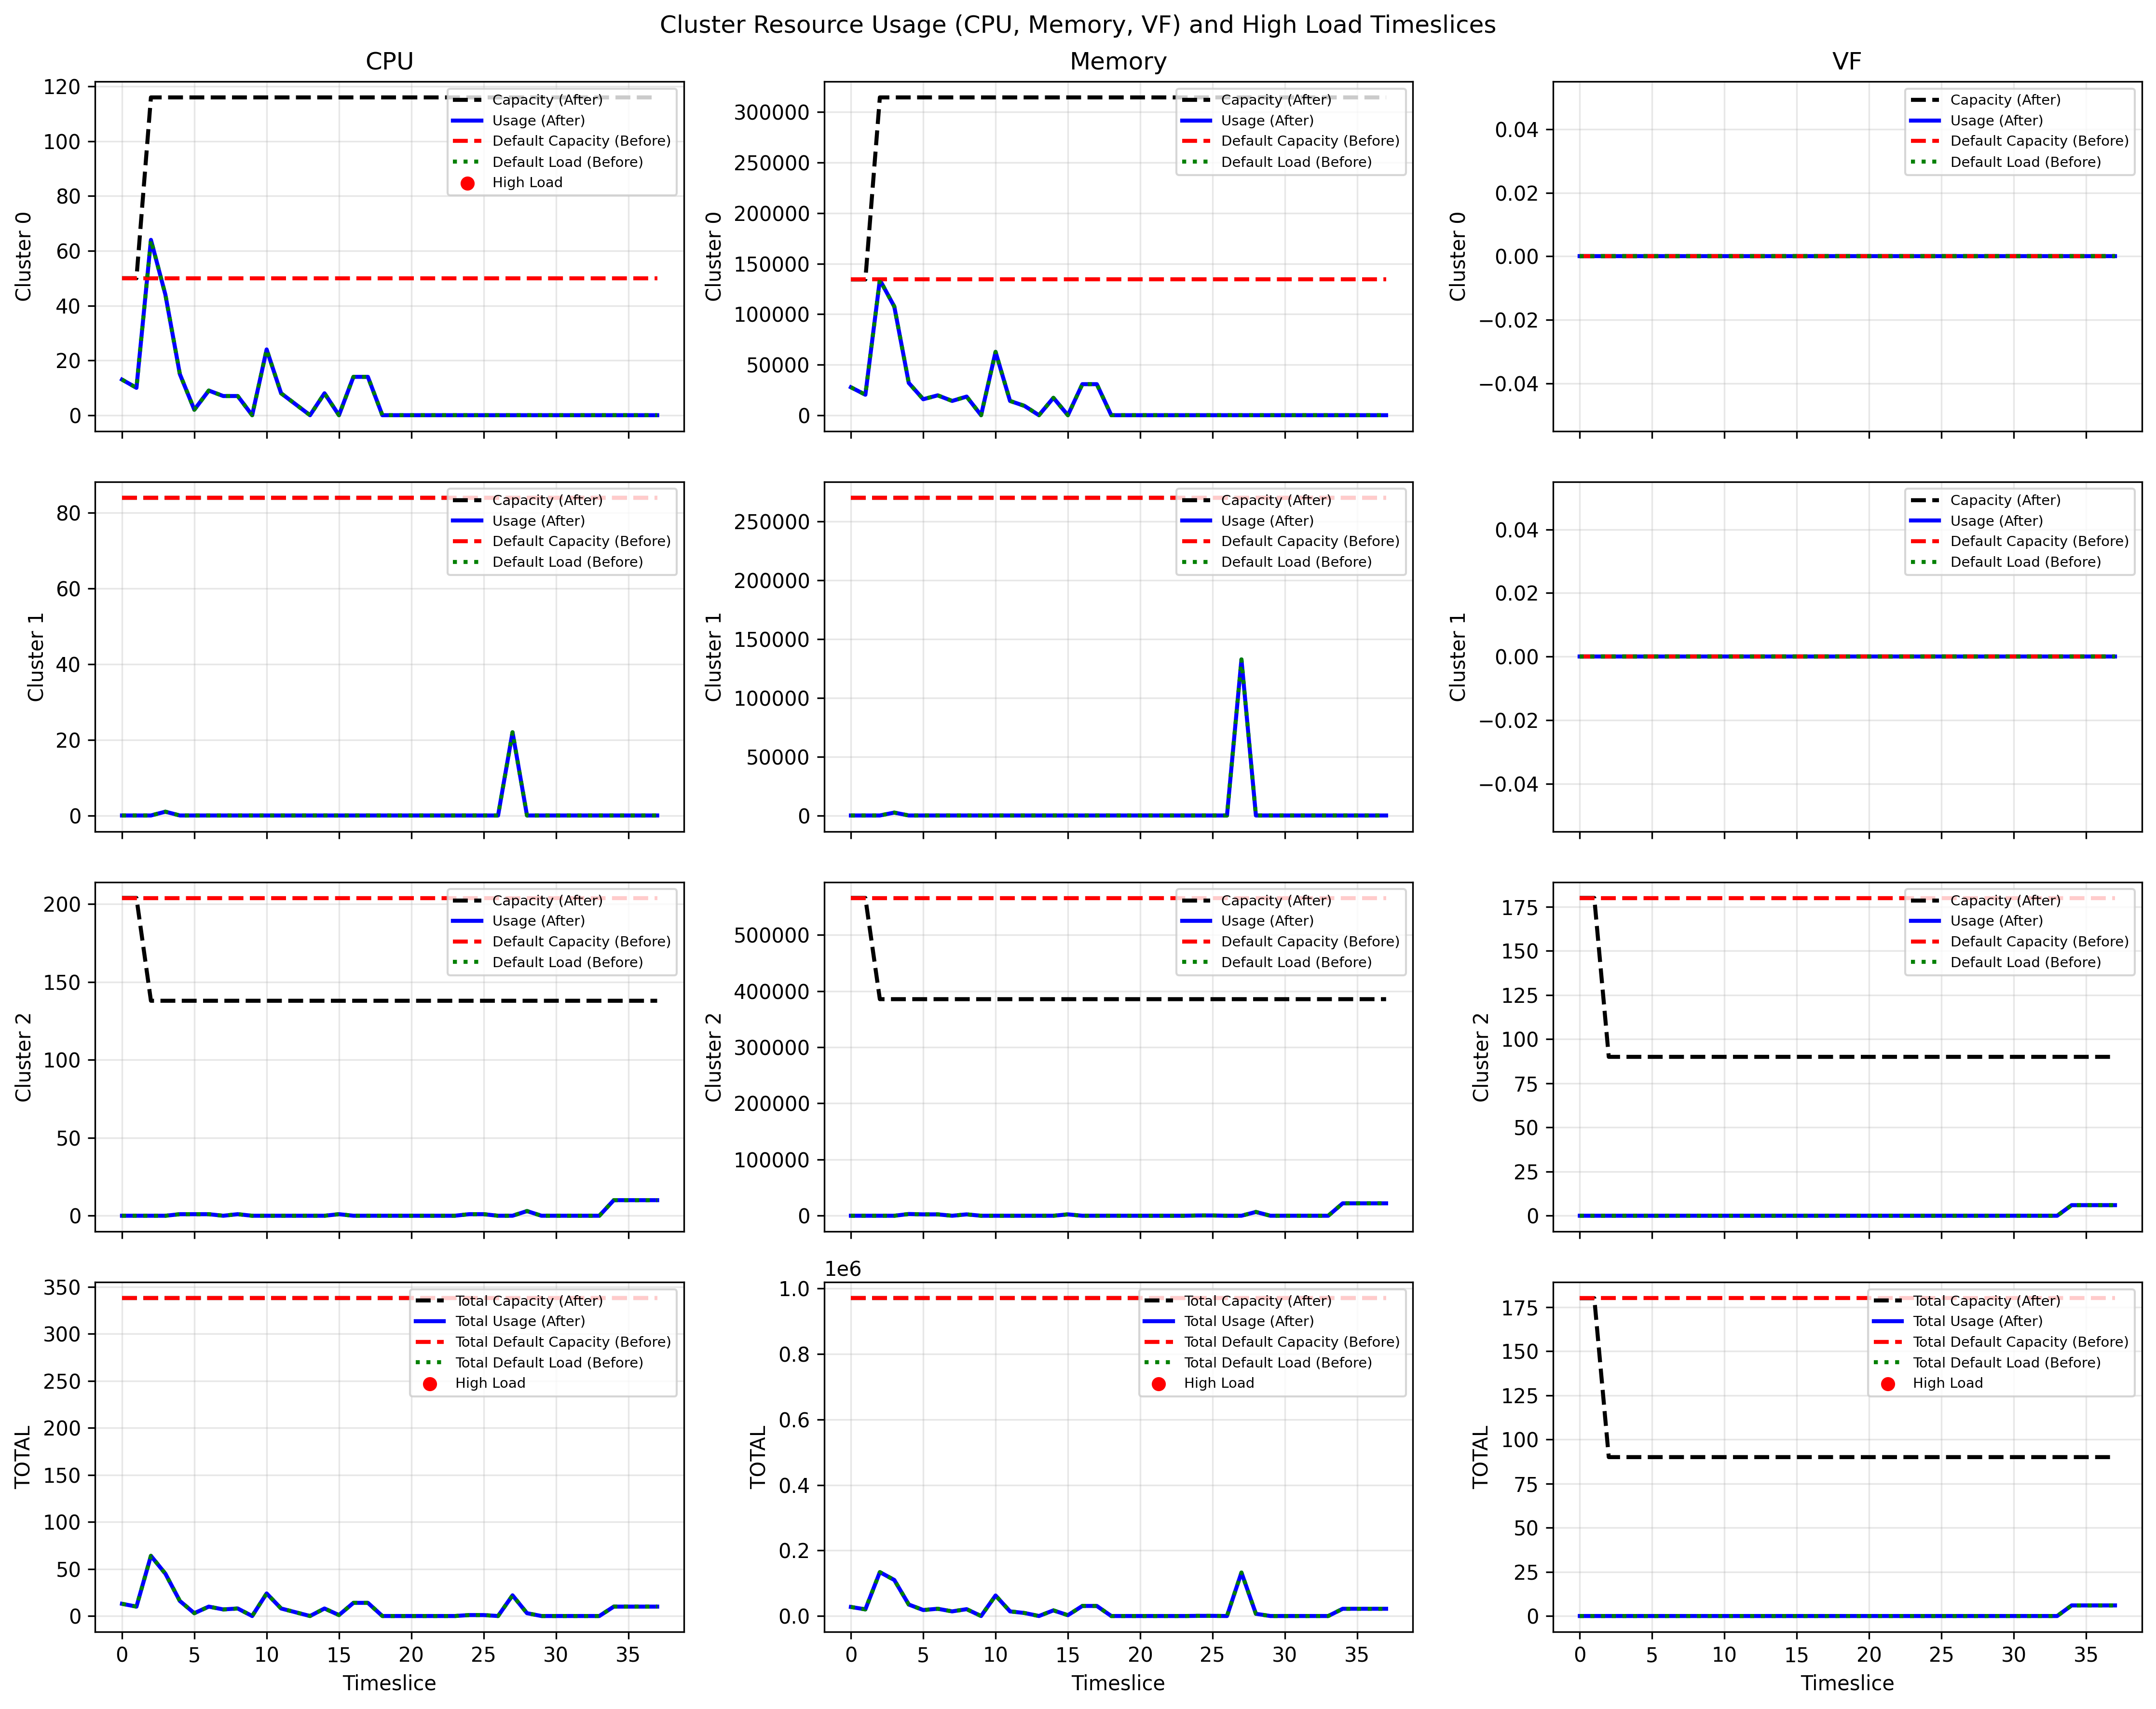 Cluster Resource Usage (CPU, Memory, VF) and High Load Timeslices
CPU
Memory
VF
Cluster 0
120
100
80
60
40
20
0
Capacity (After)
Usage (After)
Default Capacity (Before)
Default Load (Before)
High Load
Cluster 0
300000
250000
200000
150000
100000
50000
0
Capacity (After)
Usage (After)
Default Capacity (Before)
Default Load (Before)
Cluster 0
0.04
0.02
0.00
−0.02
−0.04
Capacity (After)
Usage (After)
Default Capacity (Before)
Default Load (Before)
Cluster 1
80
60
40
20
0
Capacity (After)
Usage (After)
Default Capacity (Before)
Default Load (Before)
Cluster 1
250000
200000
150000
100000
50000
0
Capacity (After)
Usage (After)
Default Capacity (Before)
Default Load (Before)
Cluster 1
0.04
0.02
0.00
−0.02
−0.04
Capacity (After)
Usage (After)
Default Capacity (Before)
Default Load (Before)
Cluster 2
200
150
100
50
0
Capacity (After)
Usage (After)
Default Capacity (Before)
Default Load (Before)
Cluster 2
500000
400000
300000
200000
100000
0
Capacity (After)
Usage (After)
Default Capacity (Before)
Default Load (Before)
Cluster 2
175
150
125
100
75
50
25
0
Capacity (After)
Usage (After)
Default Capacity (Before)
Default Load (Before)
TOTAL
350
300
250
200
150
100
50
0
Total Capacity (After)
Total Usage (After)
Total Default Capacity (Before)
Total Default Load (Before)
High Load
0 5 10 15 20 25 30 35
Timeslice
TOTAL
1e6
1.0
0.8
0.6
0.4
0.2
0.0
Total Capacity (After)
Total Usage (After)
Total Default Capacity (Before)
Total Default Load (Before)
High Load
0 5 10 15 20 25 30 35
Timeslice
TOTAL
175
150
125
100
75
50
25
0
Total Capacity (After)
Total Usage (After)
Total Default Capacity (Before)
Total Default Load (Before)
High Load
0 5 10 15 20 25 30 35
Timeslice